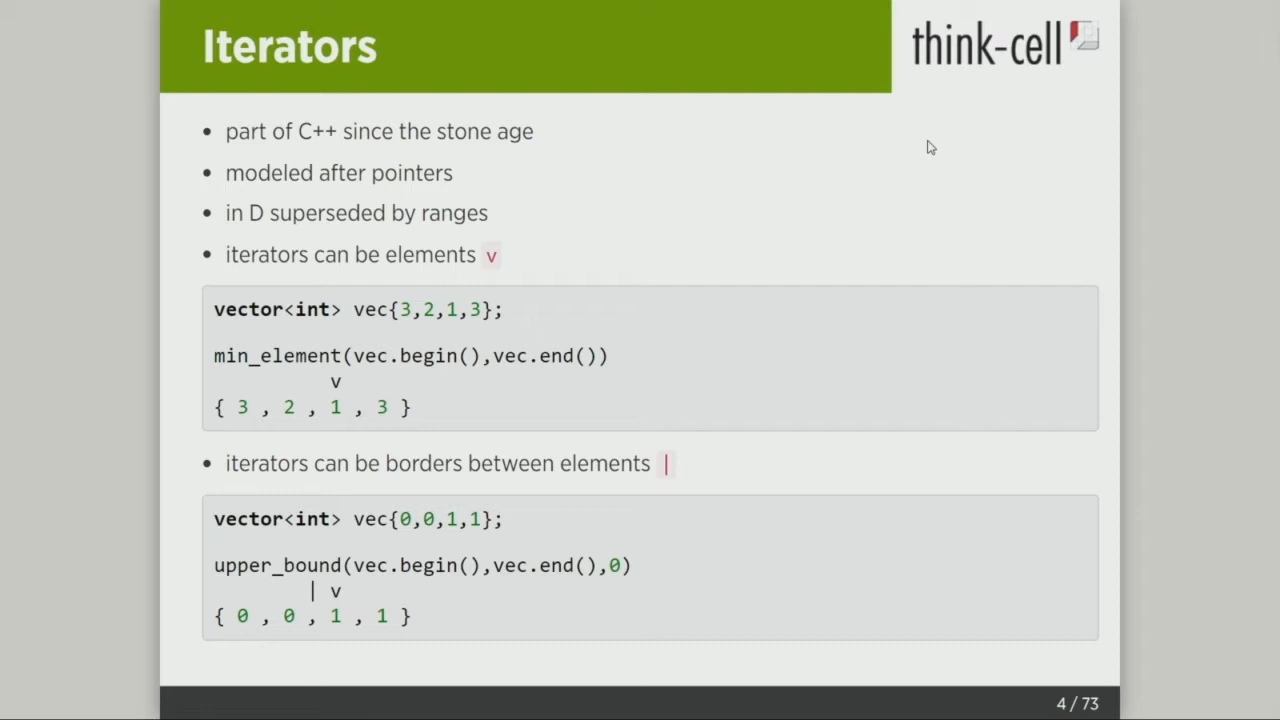 Iterators
think-cell
• part of C++ since the stone age
• modeled after pointers
• in D superseded by ranges
• iterators can be elements v
vector<int> vec{3,2,1,3};
min_element(vec.begin(),vec.end())
v
{ 3 , 2 , 1 , 3 }
• iterators can be borders between elements |
vector<int> vec{0,0,1,1};
upper_bound(vec.begin(),vec.end(),0)
| v
{ 0 , 0 , 1 , 1 }
4 / 73